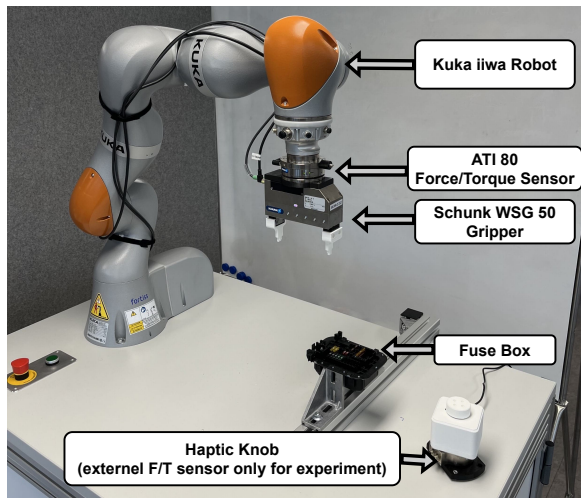 KUKA
KUKA
Kuka iiwa Robot
ATI 80
Force/Torque Sensor
Schunk WSG 50
Gripper
fortiss
Fuse Box
Haptic Knob
(externel F/T sensor only for experiment)